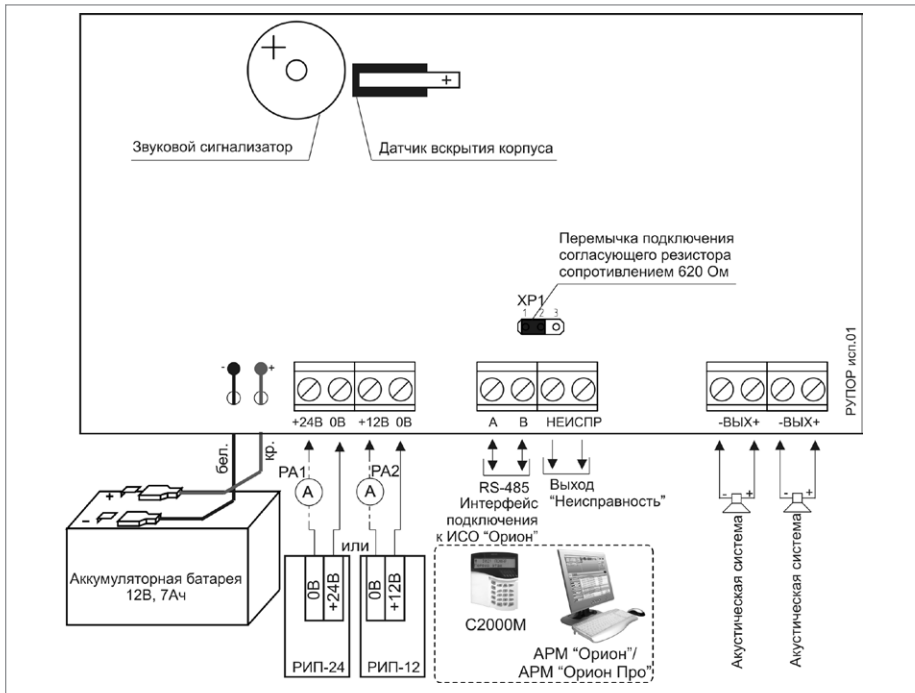 Звуковой сигнализатор
Датчик вскрытия корпуса
Перемычка подключения
согласующего резистора
сопротивлением 620 Ом
XP1
1 2 3
РУПОР исп.01
- +
+24В 0В +12В 0В
А В НЕИСПР
-ВЫХ+ -ВЫХ+
бел.
кр.
РА1
А
РА2
А
RS-485
Интерфейс
подключения
к ИСО "Орион"
Выход
"Неисправность"
- +
- +
Акустическая система
Акустическая система
+
-
Аккумуляторная батарея
12В, 7Ач
или
0В
+24В
0В
+12В
РИП-24
РИП-12
С2000М
АРМ "Орион"/
АРМ "Орион Про"